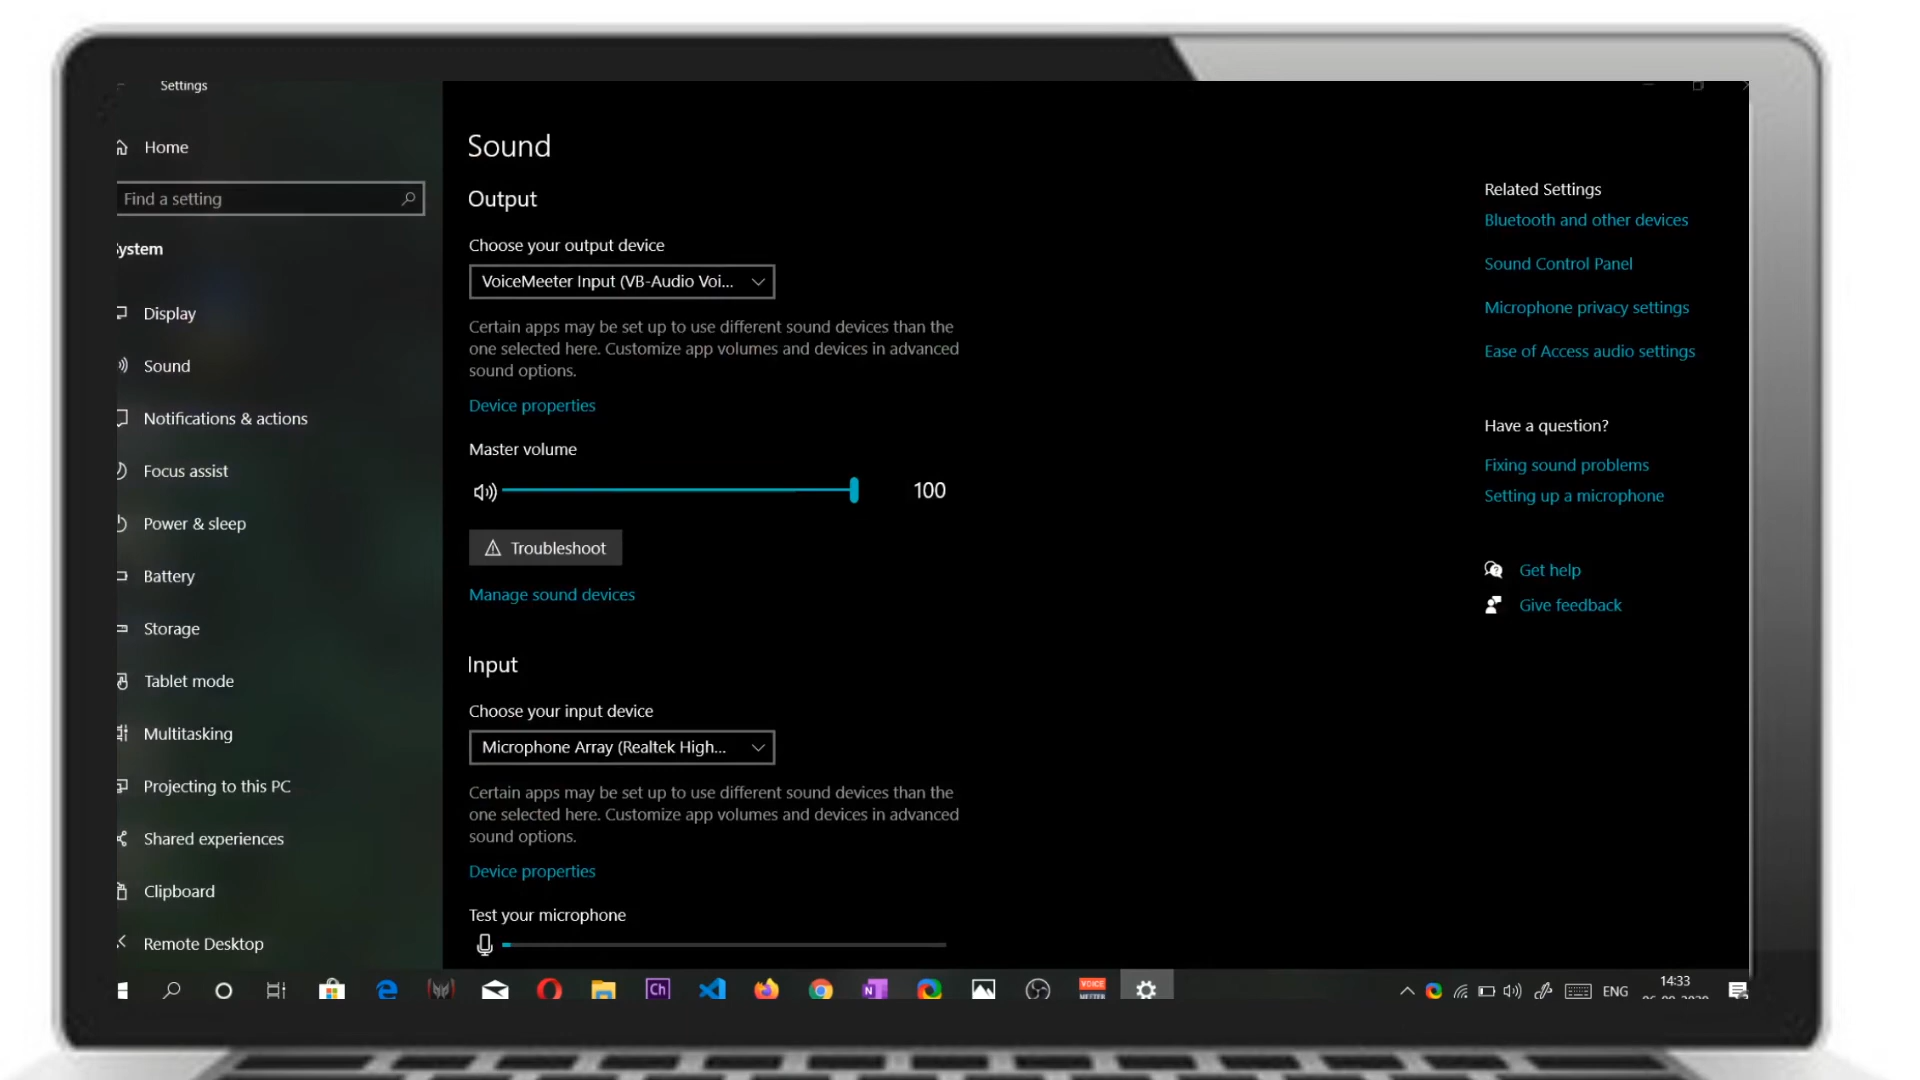 Settings
Home
Find a setting
System
Display
Sound
Notifications & actions
Focus assist
Power & sleep
Battery
Storage
Tablet mode
Multitasking
Projecting to this PC
Shared experiences
Clipboard
Remote Desktop
Sound
Output
Choose your output device
VoiceMeeter Input (VB-Audio Voi...
Certain apps may be set up to use different sound devices than the
one selected here. Customize app volumes and devices in advanced
sound options.
Device properties
Master volume
100
Troubleshoot
Manage sound devices
Input
Choose your input device
Microphone Array (Realtek High...
Certain apps may be set up to use different sound devices than the
one selected here. Customize app volumes and devices in advanced
sound options.
Device properties
Test your microphone
Related Settings
Bluetooth and other devices
Sound Control Panel
Microphone privacy settings
Ease of Access audio settings
Have a question?
Fixing sound problems
Setting up a microphone
Get help
Give feedback
Ch
N
VOICE
MEETER
ENG
14:33